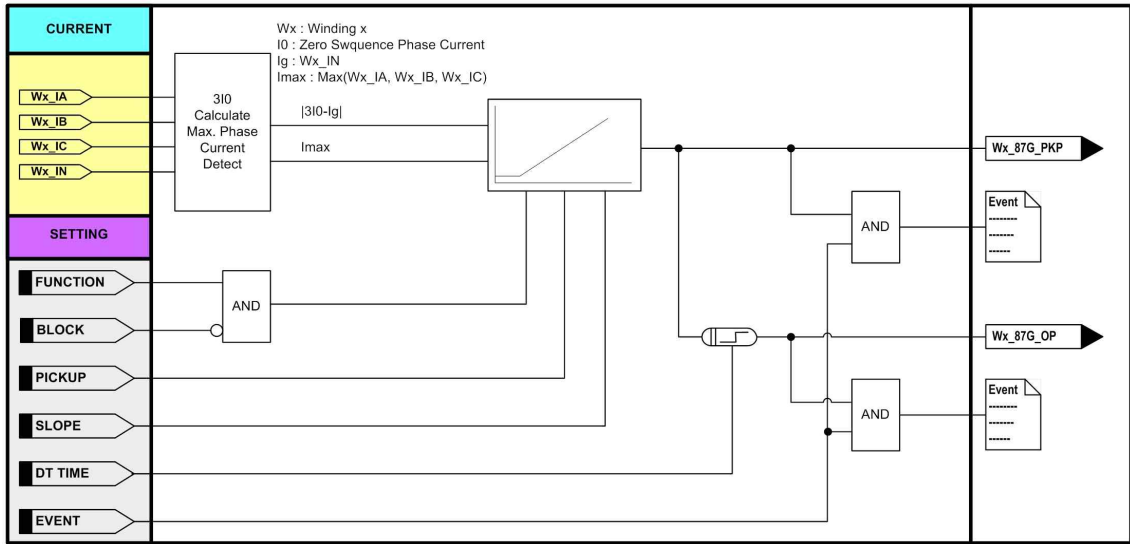 CURRENT
Wx : Winding x
I0 : Zero Swquence Phase Current
Ig : Wx_IN
Imax : Max(Wx_IA, Wx_IB, Wx_IC)
Wx_IA
Wx_IB
Wx_IC
Wx_IN
3I0
Calculate
Max. Phase
Current
Detect
|3I0-Ig|
Imax
Wx_87G_PKP
Event
--------
-------
------
AND
SETTING
FUNCTION
AND
BLOCK
Wx_87G_OP
PICKUP
Event
--------
-------
------
AND
SLOPE
DT TIME
EVENT